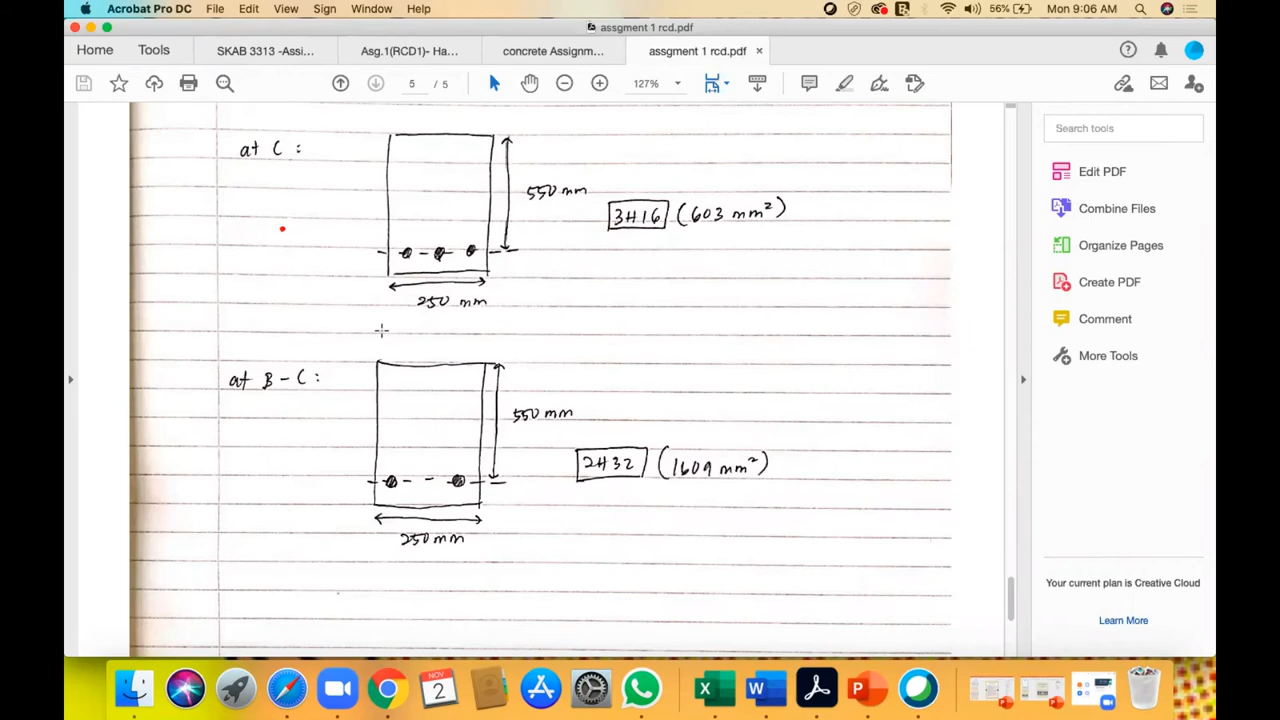 Acrobat Pro DC File Edit View Sign Window Help 56% Mon 9:06 AM
assgment 1 rcd.pdf
Home Tools SKAB 3313 -Assi... Asg.1(RCD1)- Ha... concrete Assignm... assgment 1 rcd.pdf
5 / 5 127%
at C :
550 mm
3H16 (603 mm²)
250 mm
at B - C :
550 mm
2H32 (1609 mm²)
250 mm
Search tools
Edit PDF
Combine Files
Organize Pages
Create PDF
Comment
More Tools
Your current plan is Creative Cloud
Learn More
NOV
2